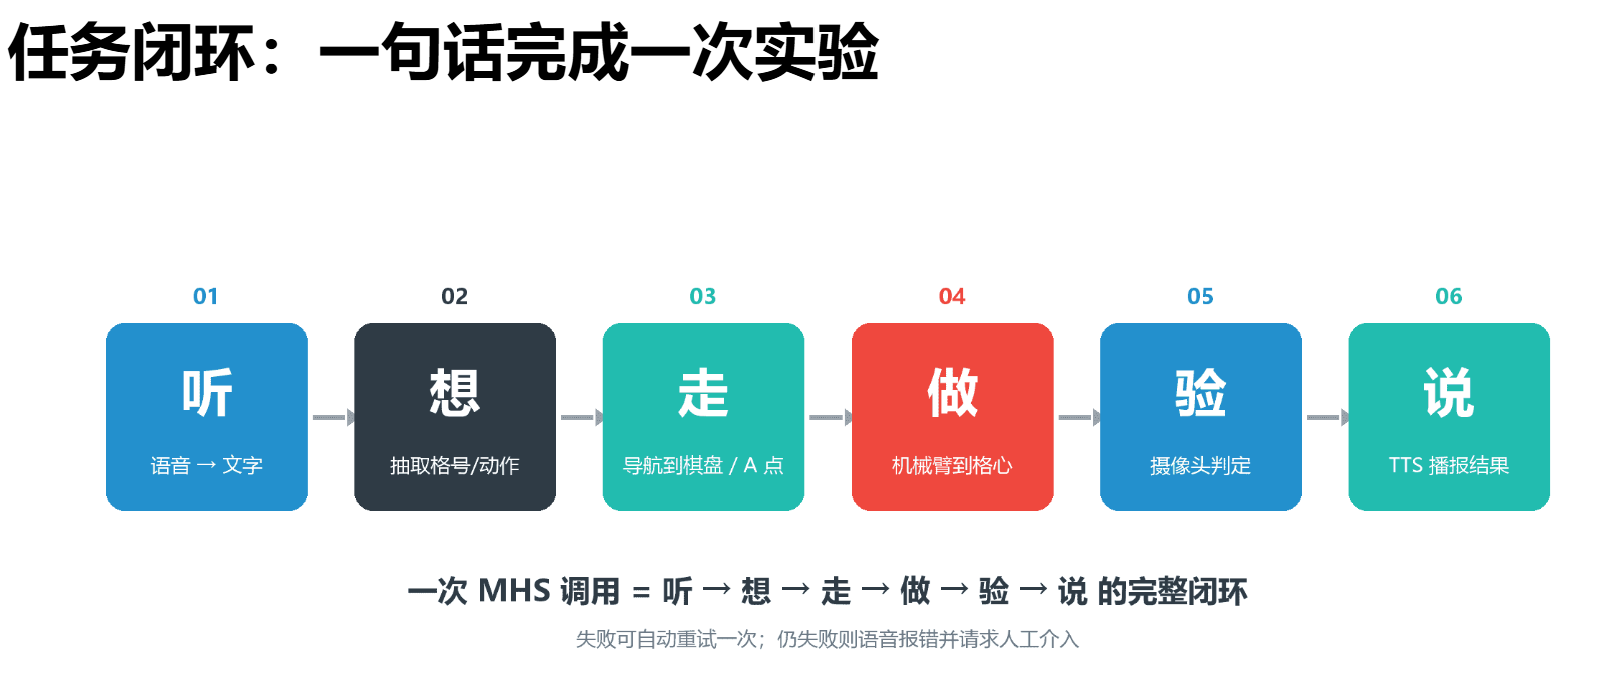 任务闭环：一句话完成一次实验
01
听
语音 → 文字
02
想
抽取格号/动作
03
走
导航到棋盘 / A 点
04
做
机械臂到格心
05
验
摄像头判定
06
说
TTS 播报结果
一次 MHS 调用 = 听 → 想 → 走 → 做 → 验 → 说 的完整闭环
失败可自动重试一次；仍失败则语音报错并请求人工介入